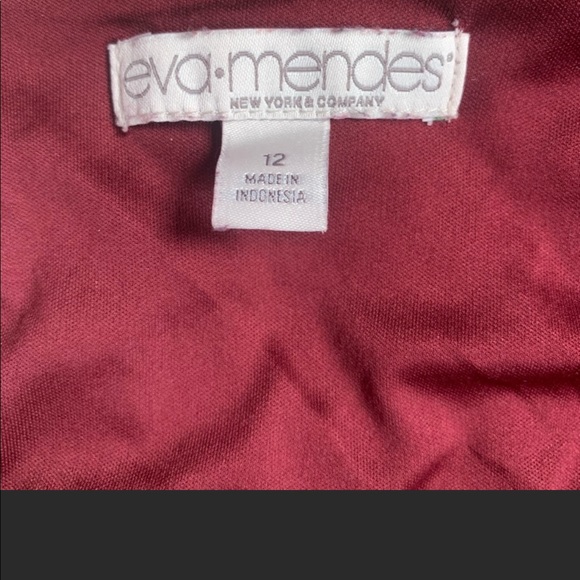 eva•mendes®
NEW YORK & COMPANY
12
MADE IN
INDONESIA